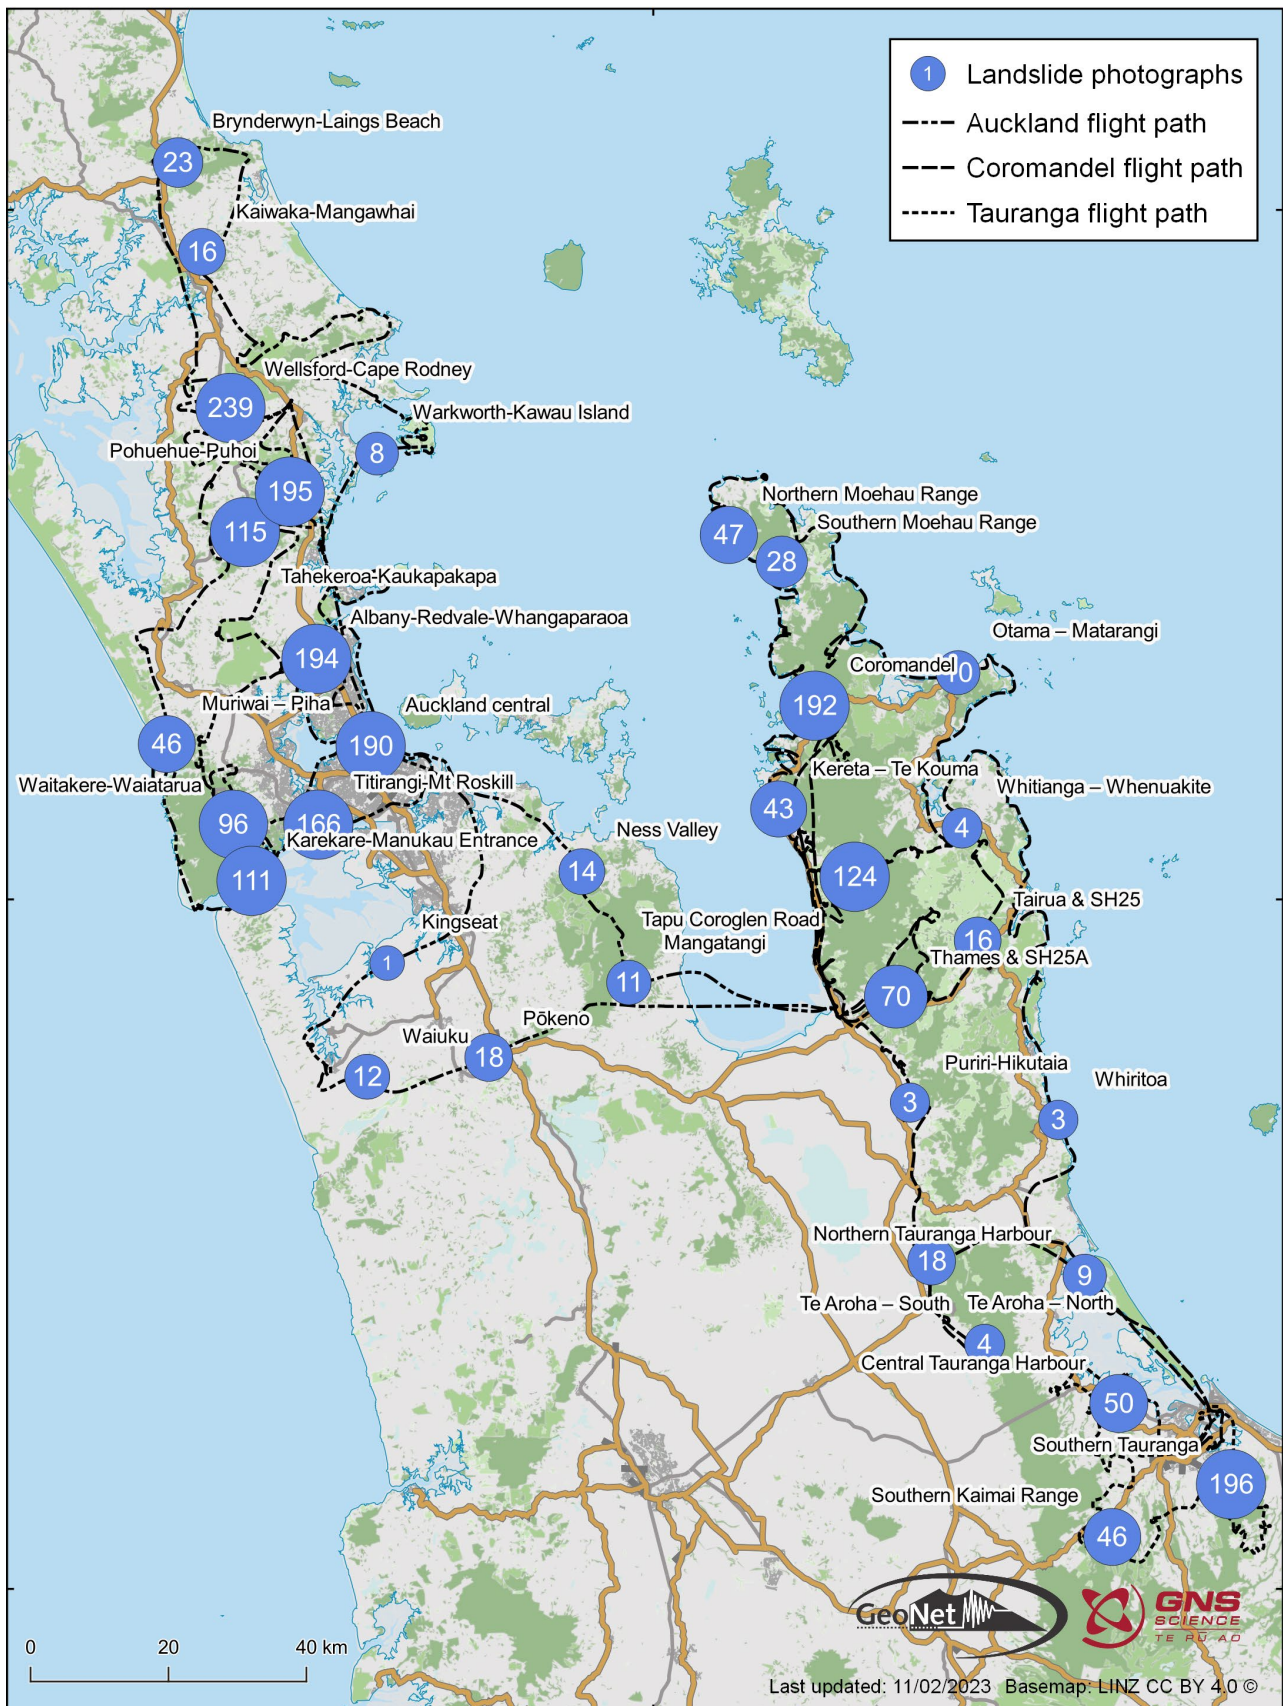 1 Landslide photographs
Auckland flight path
Coromandel flight path
Tauranga flight path
Brynderwyn-Laings Beach
23
Kaiwaka-Mangawhai
16
Wellsford-Cape Rodney
239
Warkworth-Kawau Island
Pohuehue-Puhoi
8
195
Northern Moehau Range
Southern Moehau Range
115
47
28
Tahekeroa-Kaukapakapa
Albany-Redvale-Whangaparaoa
Otama – Matarangi
194
Coromandel
192
Muriwai – Piha
Auckland central
46
190
Kereta – Te Kouma
Waitakere-Waiatarua
Titirangi-Mt Roskill
Whitianga – Whenuakite
43
96
166
Ness Valley
4
Karekare-Manukau Entrance
14
111
124
Tairua & SH25
Kingseat
Tapu Coroglen Road
Mangatangi
16
Thames & SH25A
1
11
70
Pōkeno
Waiuku
18
Puriri-Hikutaia
12
Whiritoa
3
3
Northern Tauranga Harbour
18
9
Te Aroha – South
Te Aroha – North
4
Central Tauranga Harbour
50
Southern Tauranga
196
Southern Kaimai Range
46
GeoNet
GNS
SCIENCE
TE PŪ AO
0 20 40 km
Last updated: 11/02/2023 Basemap: LINZ CC BY 4.0 ©